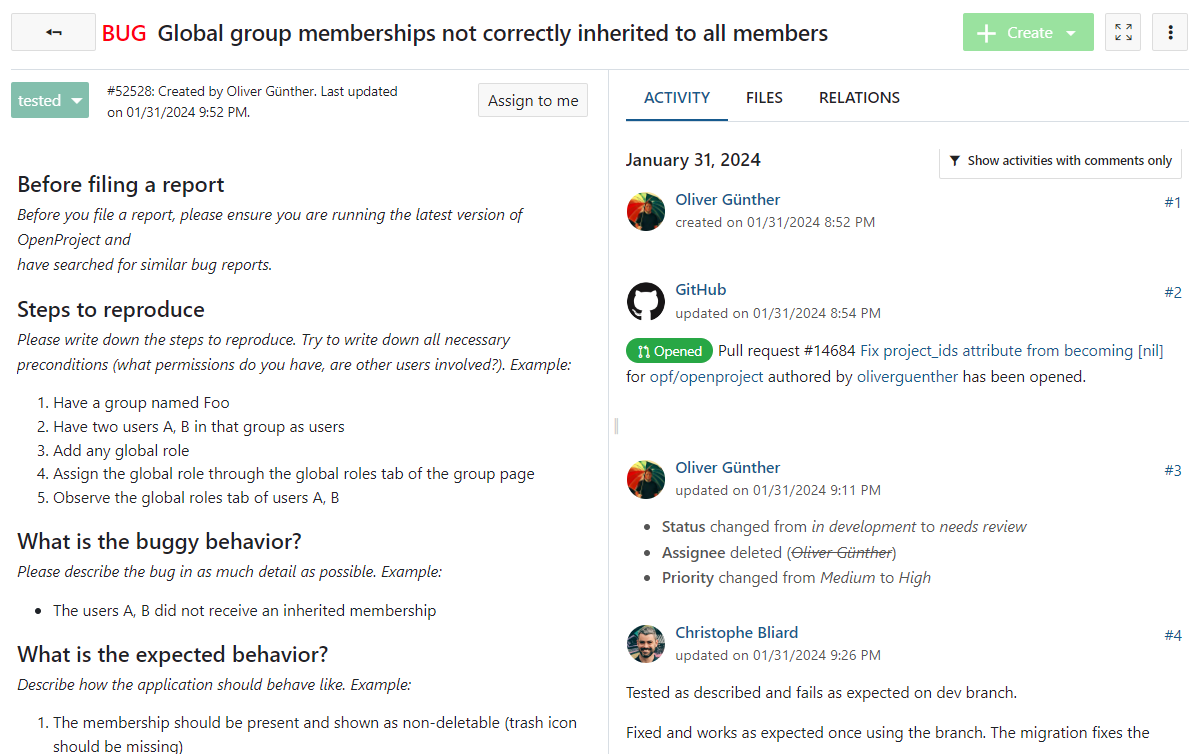 BUG Global group memberships not correctly inherited to all members
Create
tested
#52528: Created by Oliver Günther. Last updated
on 01/31/2024 9:52 PM.
Assign to me
Before filing a report
Before you file a report, please ensure you are running the latest version of
OpenProject and
have searched for similar bug reports.
Steps to reproduce
Please write down the steps to reproduce. Try to write down all necessary
preconditions (what permissions do you have, are other users involved?). Example:
1. Have a group named Foo
2. Have two users A, B in that group as users
3. Add any global role
4. Assign the global role through the global roles tab of the group page
5. Observe the global roles tab of users A, B
What is the buggy behavior?
Please describe the bug in as much detail as possible. Example:
• The users A, B did not receive an inherited membership
What is the expected behavior?
Describe how the application should behave like. Example:
1. The membership should be present and shown as non-deletable (trash icon
should be missing)
ACTIVITY FILES RELATIONS
January 31, 2024
Show activities with comments only
Oliver Günther #1
created on 01/31/2024 8:52 PM
GitHub #2
updated on 01/31/2024 8:54 PM
Opened Pull request #14684 Fix project_ids attribute from becoming [nil]
for opf/openproject authored by oliverguenther has been opened.
Oliver Günther #3
updated on 01/31/2024 9:11 PM
• Status changed from in development to needs review
• Assignee deleted (Oliver Günther)
• Priority changed from Medium to High
Christophe Bliard #4
updated on 01/31/2024 9:26 PM
Tested as described and fails as expected on dev branch.
Fixed and works as expected once using the branch. The migration fixes the